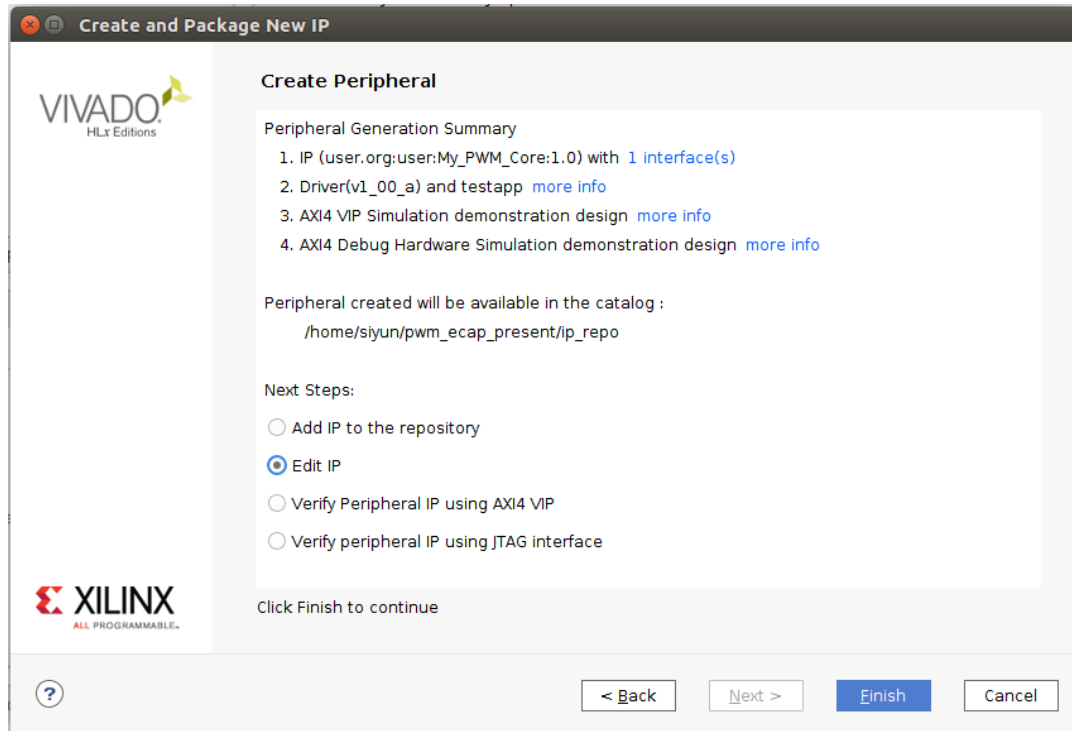 Create and Package New IP
VIVADO
HLx Editions
Create Peripheral
Peripheral Generation Summary
1. IP (user.org:user:My_PWM_Core:1.0) with 1 interface(s)
2. Driver(v1_00_a) and testapp more info
3. AXI4 VIP Simulation demonstration design more info
4. AXI4 Debug Hardware Simulation demonstration design more info
Peripheral created will be available in the catalog :
/home/siyun/pwm_ecap_present/ip_repo
Next Steps:
Add IP to the repository
Edit IP
Verify Peripheral IP using AXI4 VIP
Verify peripheral IP using JTAG interface
XILINX
ALL PROGRAMMABLE™
Click Finish to continue
?
< Back
Next >
Finish
Cancel